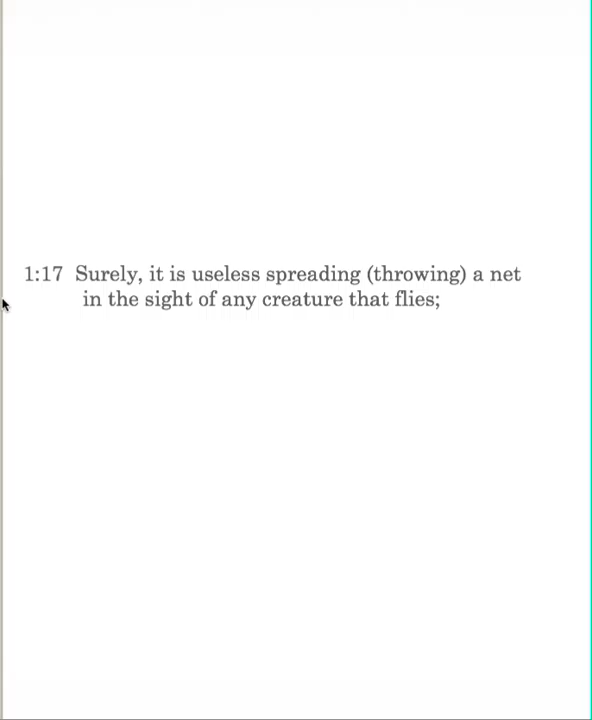 1:17 Surely, it is useless spreading (throwing) a net
in the sight of any creature that flies;